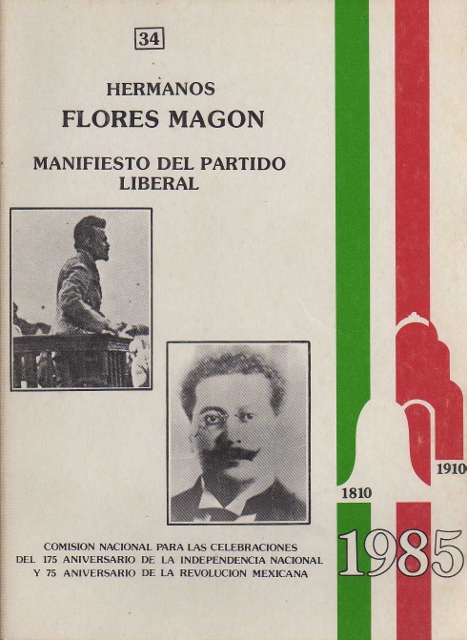 34
HERMANOS
FLORES MAGON
MANIFIESTO DEL PARTIDO
LIBERAL
1910
1810
1985
COMISION NACIONAL PARA LAS CELEBRACIONES
DEL 175 ANIVERSARIO DE LA INDEPENDENCIA NACIONAL
Y 75 ANIVERSARIO DE LA REVOLUCION MEXICANA